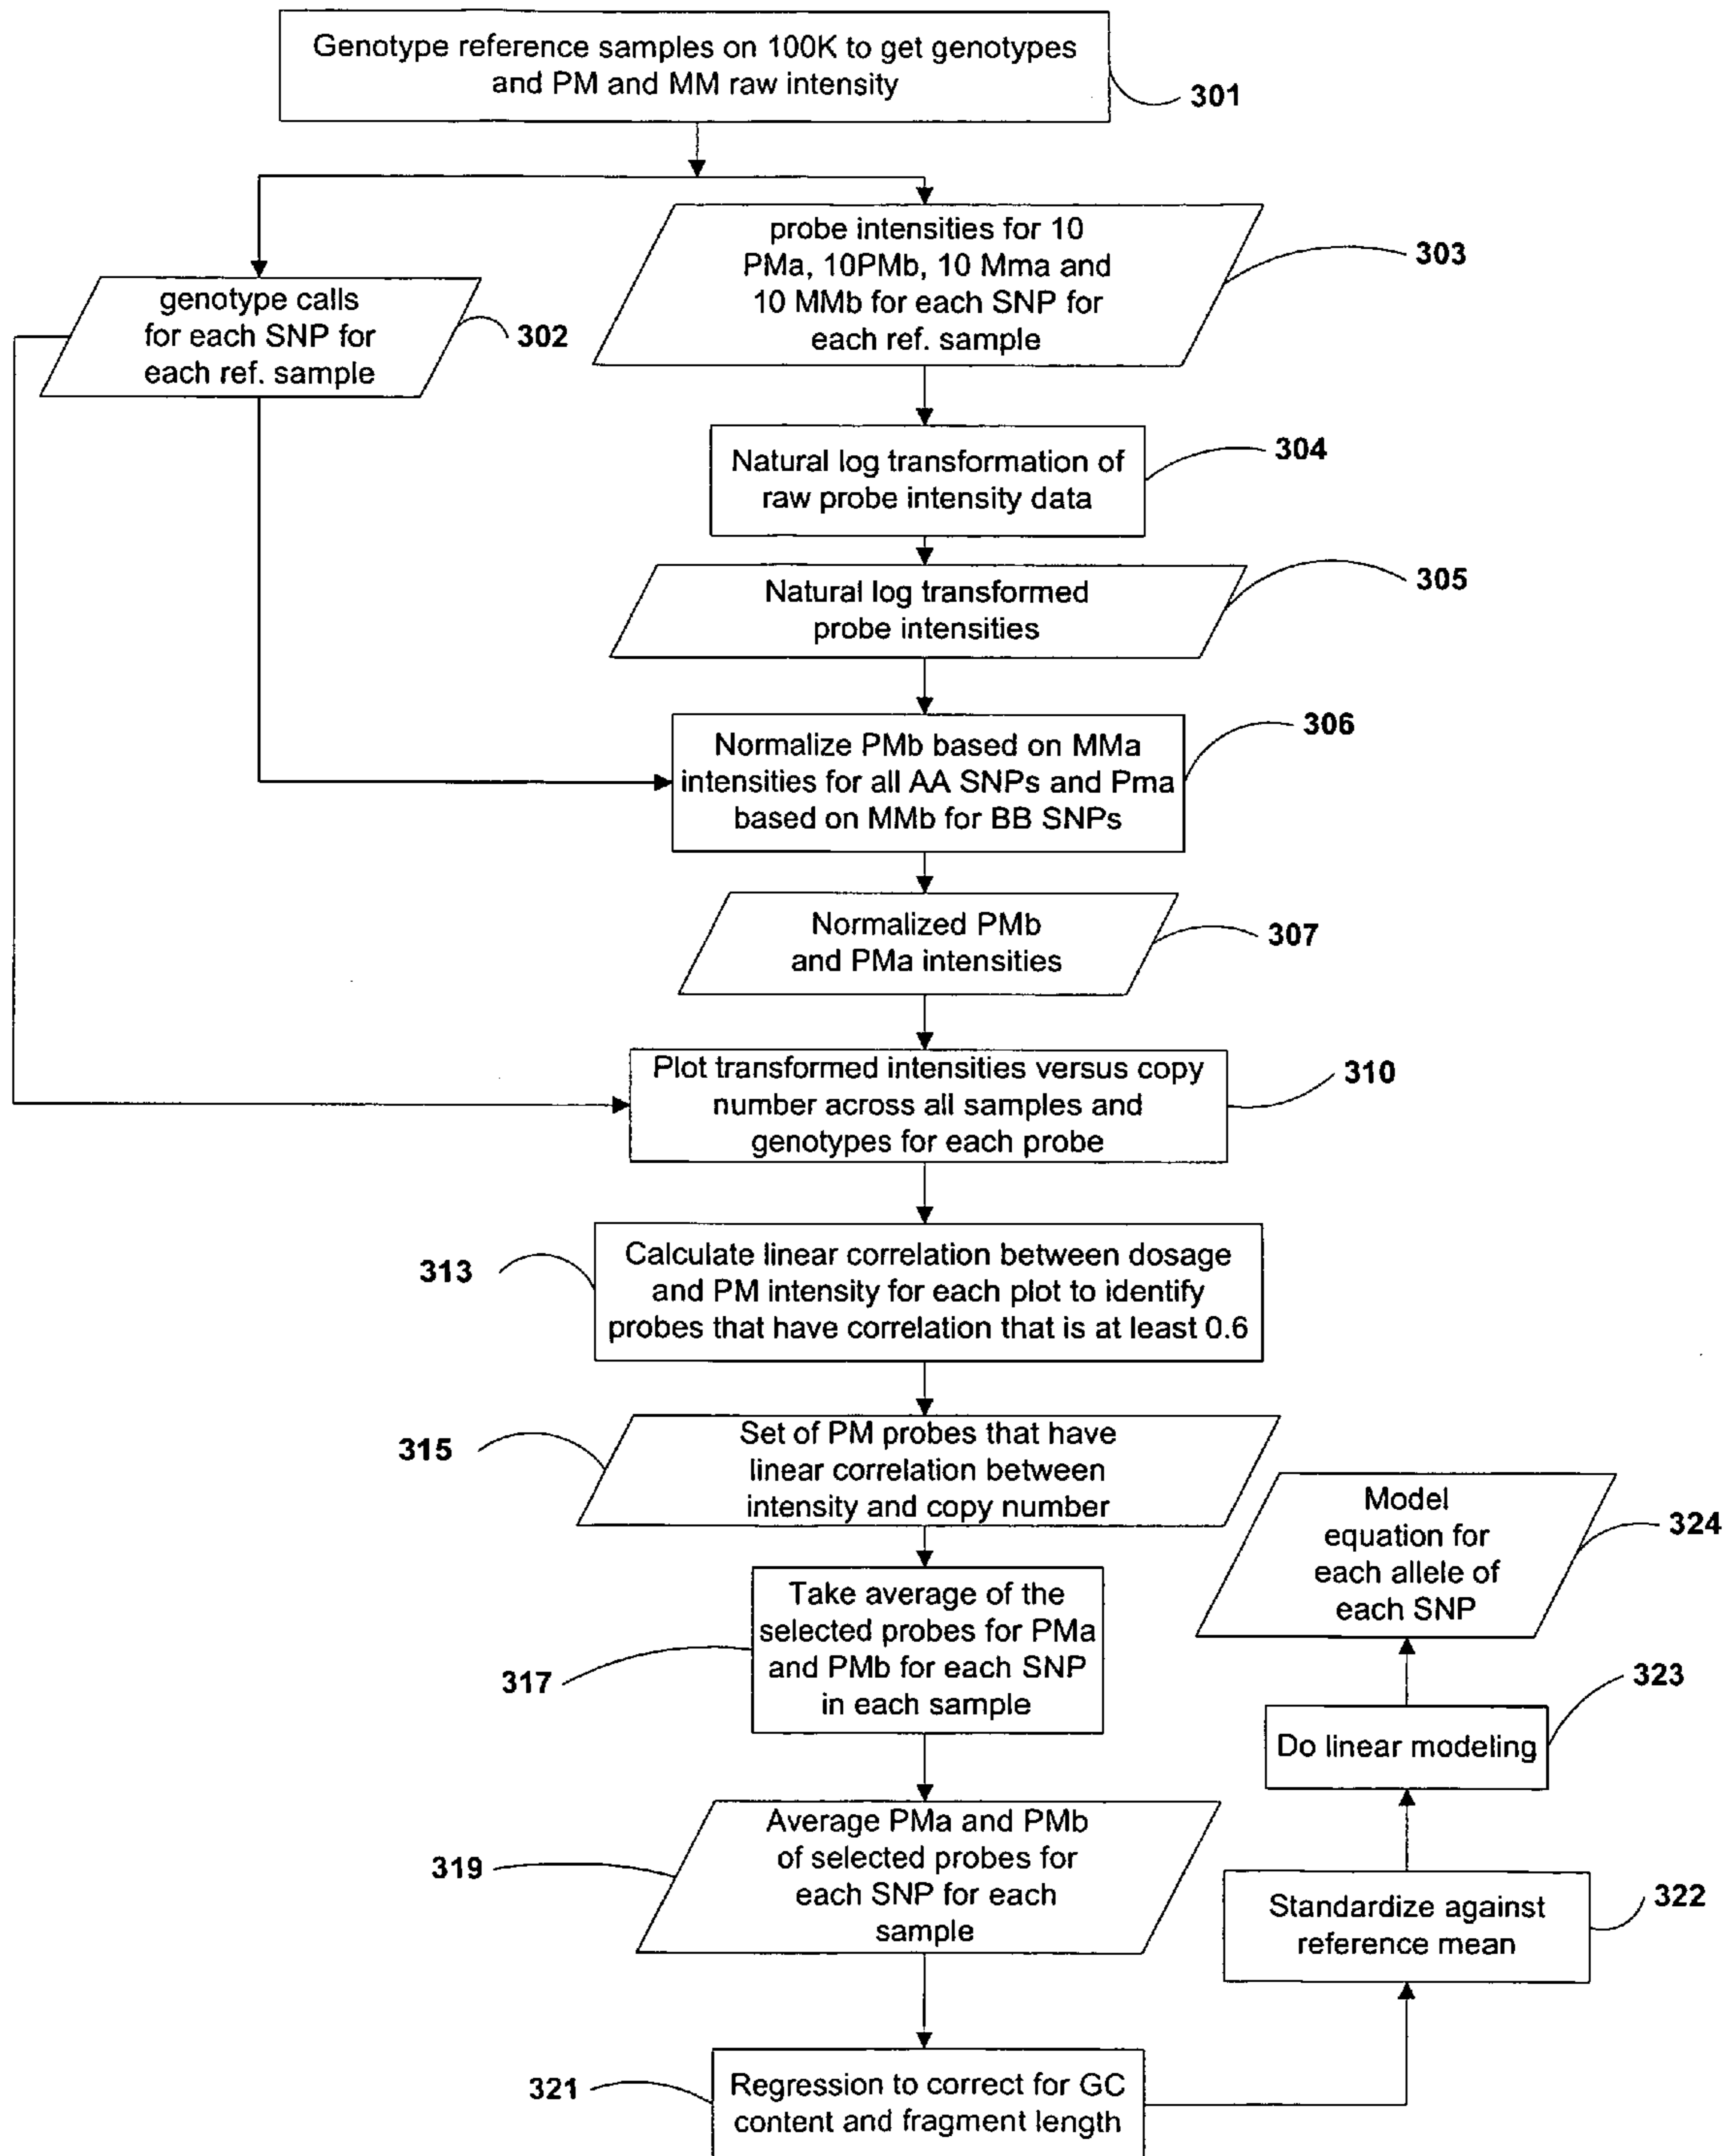 Genotype reference samples on 100K to get genotypes
and PM and MM raw intensity
301
probe intensities for 10
PMa, 10PMb, 10 Mma and
10 MMb for each SNP for
each ref. sample
303
genotype calls
for each SNP for
each ref. sample
302
Natural log transformation of
raw probe intensity data
304
Natural log transformed
probe intensities
305
Normalize PMb based on MMa
intensities for all AA SNPs and Pma
based on MMb for BB SNPs
306
Normalized PMb
and PMa intensities
307
Plot transformed intensities versus copy
number across all samples and
genotypes for each probe
310
313
Calculate linear correlation between dosage
and PM intensity for each plot to identify
probes that have correlation that is at least 0.6
315
Set of PM probes that have
linear correlation between
intensity and copy number
317
Take average of the
selected probes for PMa
and PMb for each SNP
in each sample
319
Average PMa and PMb
of selected probes for
each SNP for each
sample
321
Regression to correct for GC
content and fragment length
Standardize against
reference mean
322
Do linear modeling
323
Model
equation for
each allele of
each SNP
324